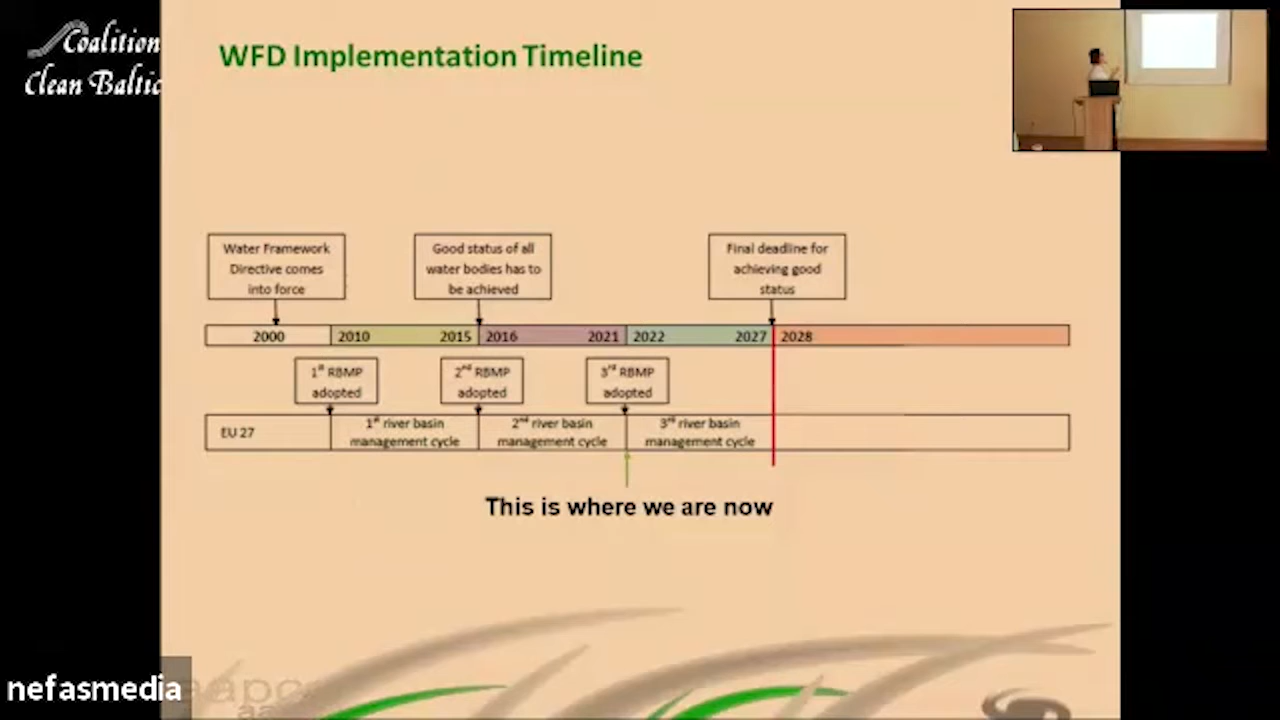 Coalition
Clean Baltic
WFD Implementation Timeline
Water Framework
Directive comes
into force
Good status of all
water bodies has to
be achieved
Final deadline for
achieving good
status
2000 2010 2015 2016 2021 2022 2027 2028
1st RBMP
adopted
2nd RBMP
adopted
3rd RBMP
adopted
EU 27
1st river basin
management cycle
2nd river basin
management cycle
3rd river basin
management cycle
This is where we are now
nefasmedia